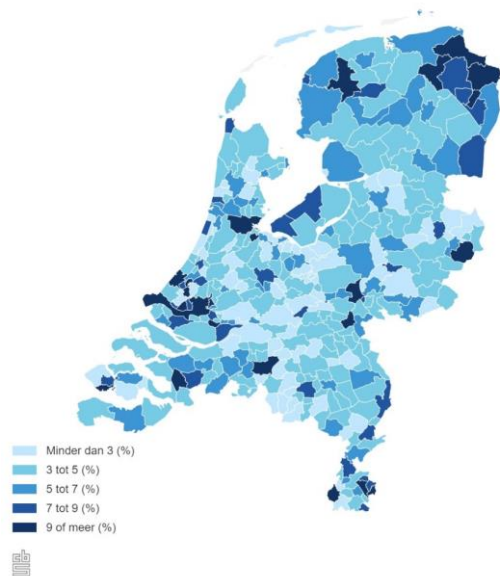 Minder dan 3 (%)
3 tot 5 (%)
5 tot 7 (%)
7 tot 9 (%)
9 of meer (%)